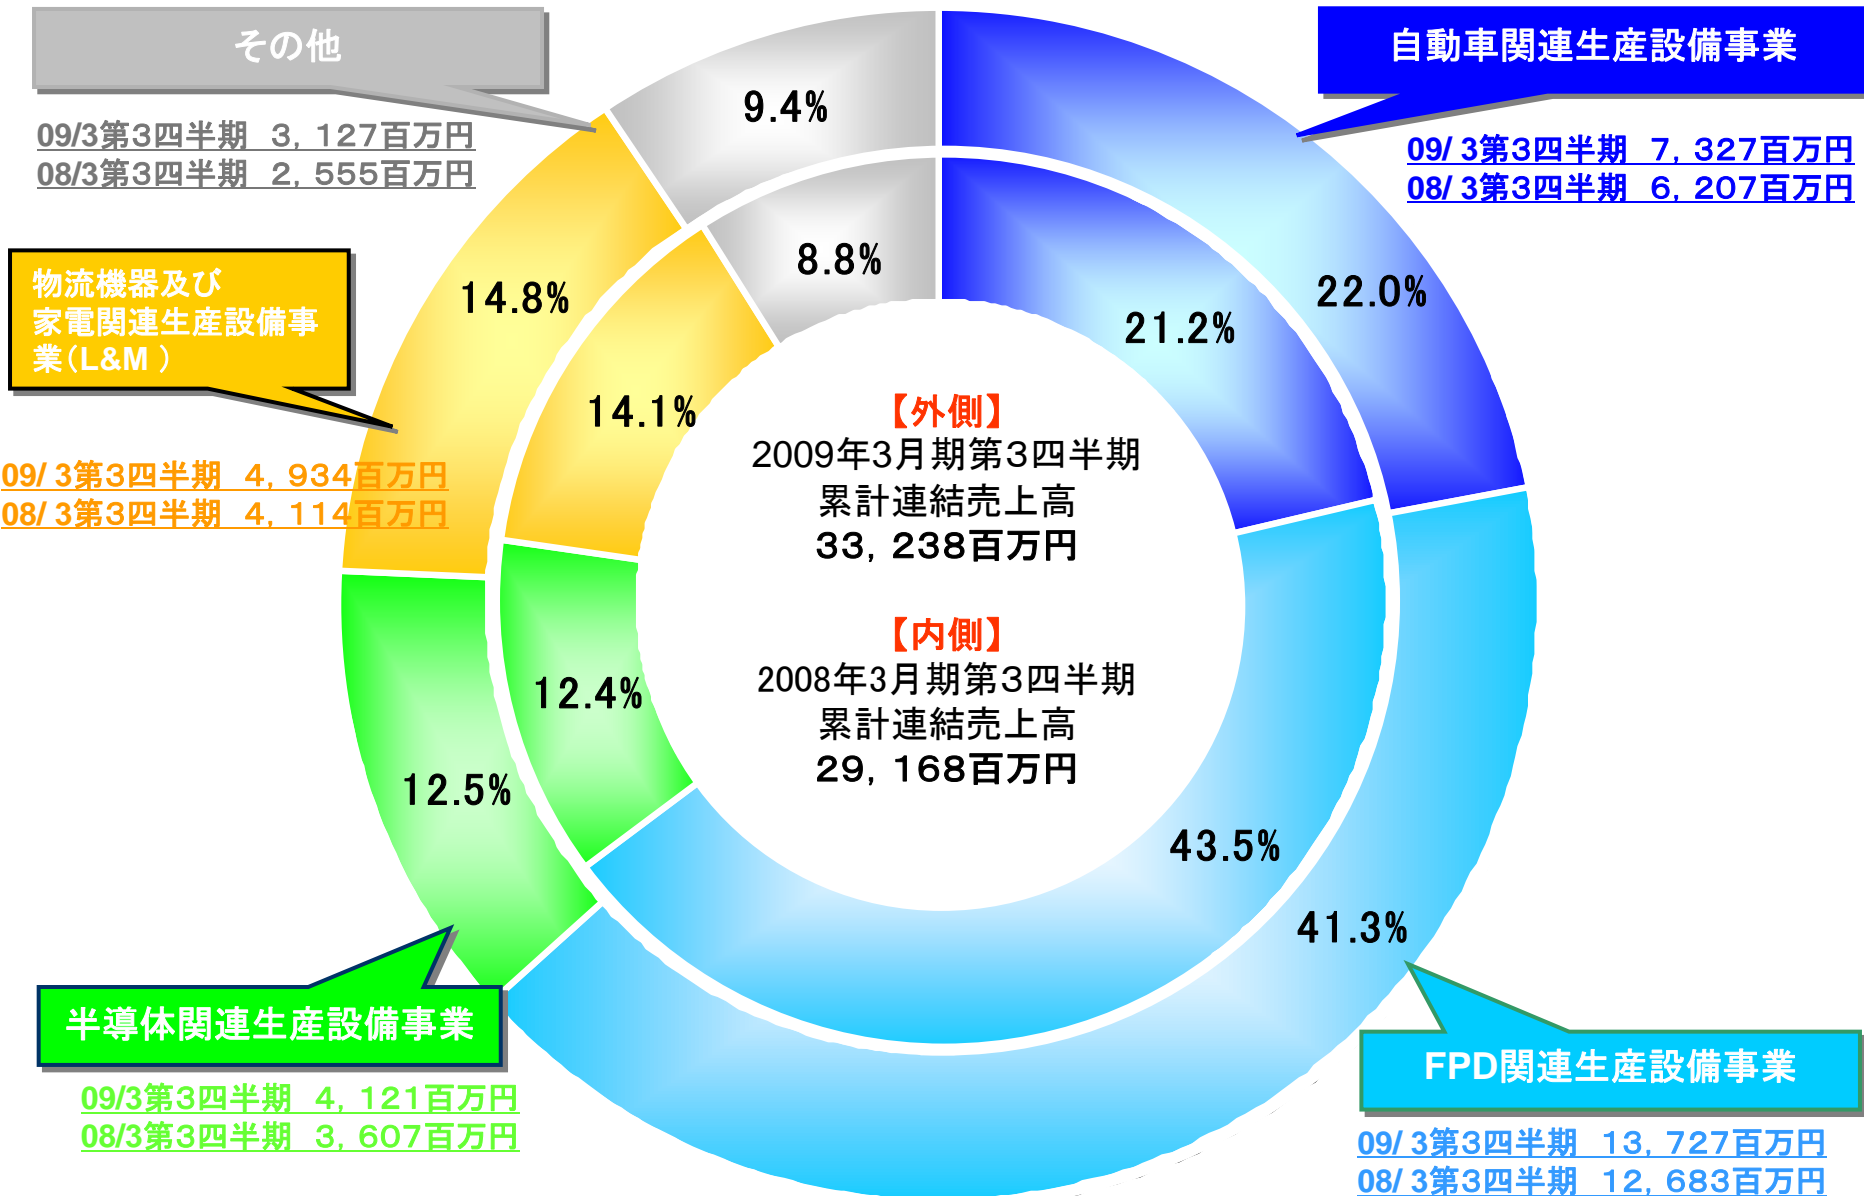 その他
09/3第3四半期　3，127百万円
08/3第3四半期　2，555百万円
自動車関連生産設備事業
09/ 3第3四半期　7，327百万円
08/ 3第3四半期　6，207百万円
9.4%
8.8%
22.0%
21.2%
物流機器及び
家電関連生産設備事
業（L&M ）
14.8%
14.1%
09/ 3第3四半期　4，934百万円
08/ 3第3四半期　4，114百万円
【外側】
2009年3月期第3四半期
累計連結売上高
33，238百万円
【内側】
2008年3月期第3四半期
累計連結売上高
29，168百万円
12.4%
12.5%
43.5%
41.3%
半導体関連生産設備事業
09/3第3四半期　4，121百万円
08/3第3四半期　3，607百万円
FPD関連生産設備事業
09/ 3第3四半期　13，727百万円
08/ 3第3四半期　12，683百万円